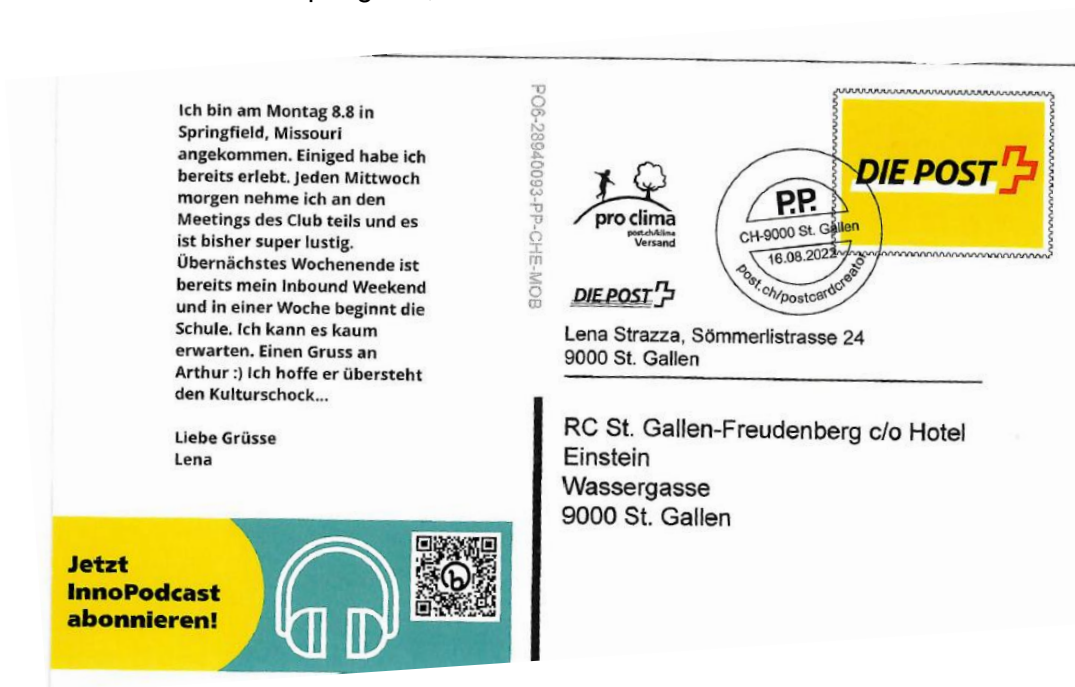 Ich bin am Montag 8.8 in
Springfield, Missouri
angekommen. Einiged habe ich
bereits erlebt. Jeden Mittwoch
morgen nehme ich an den
Meetings des Club teils und es
ist bisher super lustig.
Übernächstes Wochenende ist
bereits mein Inbound Weekend
und in einer Woche beginnt die
Schule. Ich kann es kaum
erwarten. Einen Gruss an
Arthur :) Ich hoffe er übersteht
den Kulturschock...
Liebe Grüsse
Lena
Jetzt
InnoPodcast
abonnieren!
PO6-28940093-PP-CHE-MOB
pro clima
post.ch/klima
Versand
DIE POST
P.P.
CH-9000 St. Gallen
16.08.2022
post.ch/postcardcreator
DIE POST
Lena Strazza, Sömmerlistrasse 24
9000 St. Gallen
RC St. Gallen-Freudenberg c/o Hotel
Einstein
Wassergasse
9000 St. Gallen